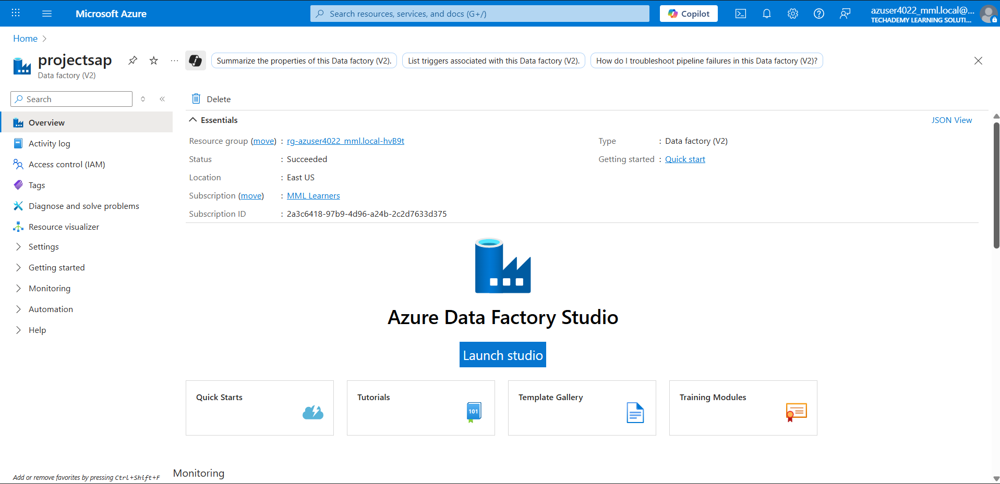 Microsoft Azure
Search resources, services, and docs (G+/)
Copilot
azuser4022_mml.local@...
TECHADEMY LEARNING SOLUTI...
Home
projectsap
Data factory (V2)
Summarize the properties of this Data factory (V2).
List triggers associated with this Data factory (V2).
How do I troubleshoot pipeline failures in this Data factory (V2)?
Search
Overview
Activity log
Access control (IAM)
Tags
Diagnose and solve problems
Resource visualizer
Settings
Getting started
Monitoring
Automation
Help
Add or remove favorites by pressing Ctrl+Shift+F
Delete
Essentials
JSON View
Resource group (move) : rg-azuser4022_mml.local-hvB9t
Status : Succeeded
Location : East US
Subscription (move) : MML Learners
Subscription ID : 2a3c6418-97b9-4d96-a24b-2c2d7633d375
Type : Data factory (V2)
Getting started : Quick start
Azure Data Factory Studio
Launch studio
Quick Starts
Tutorials
101
Template Gallery
Training Modules
Monitoring